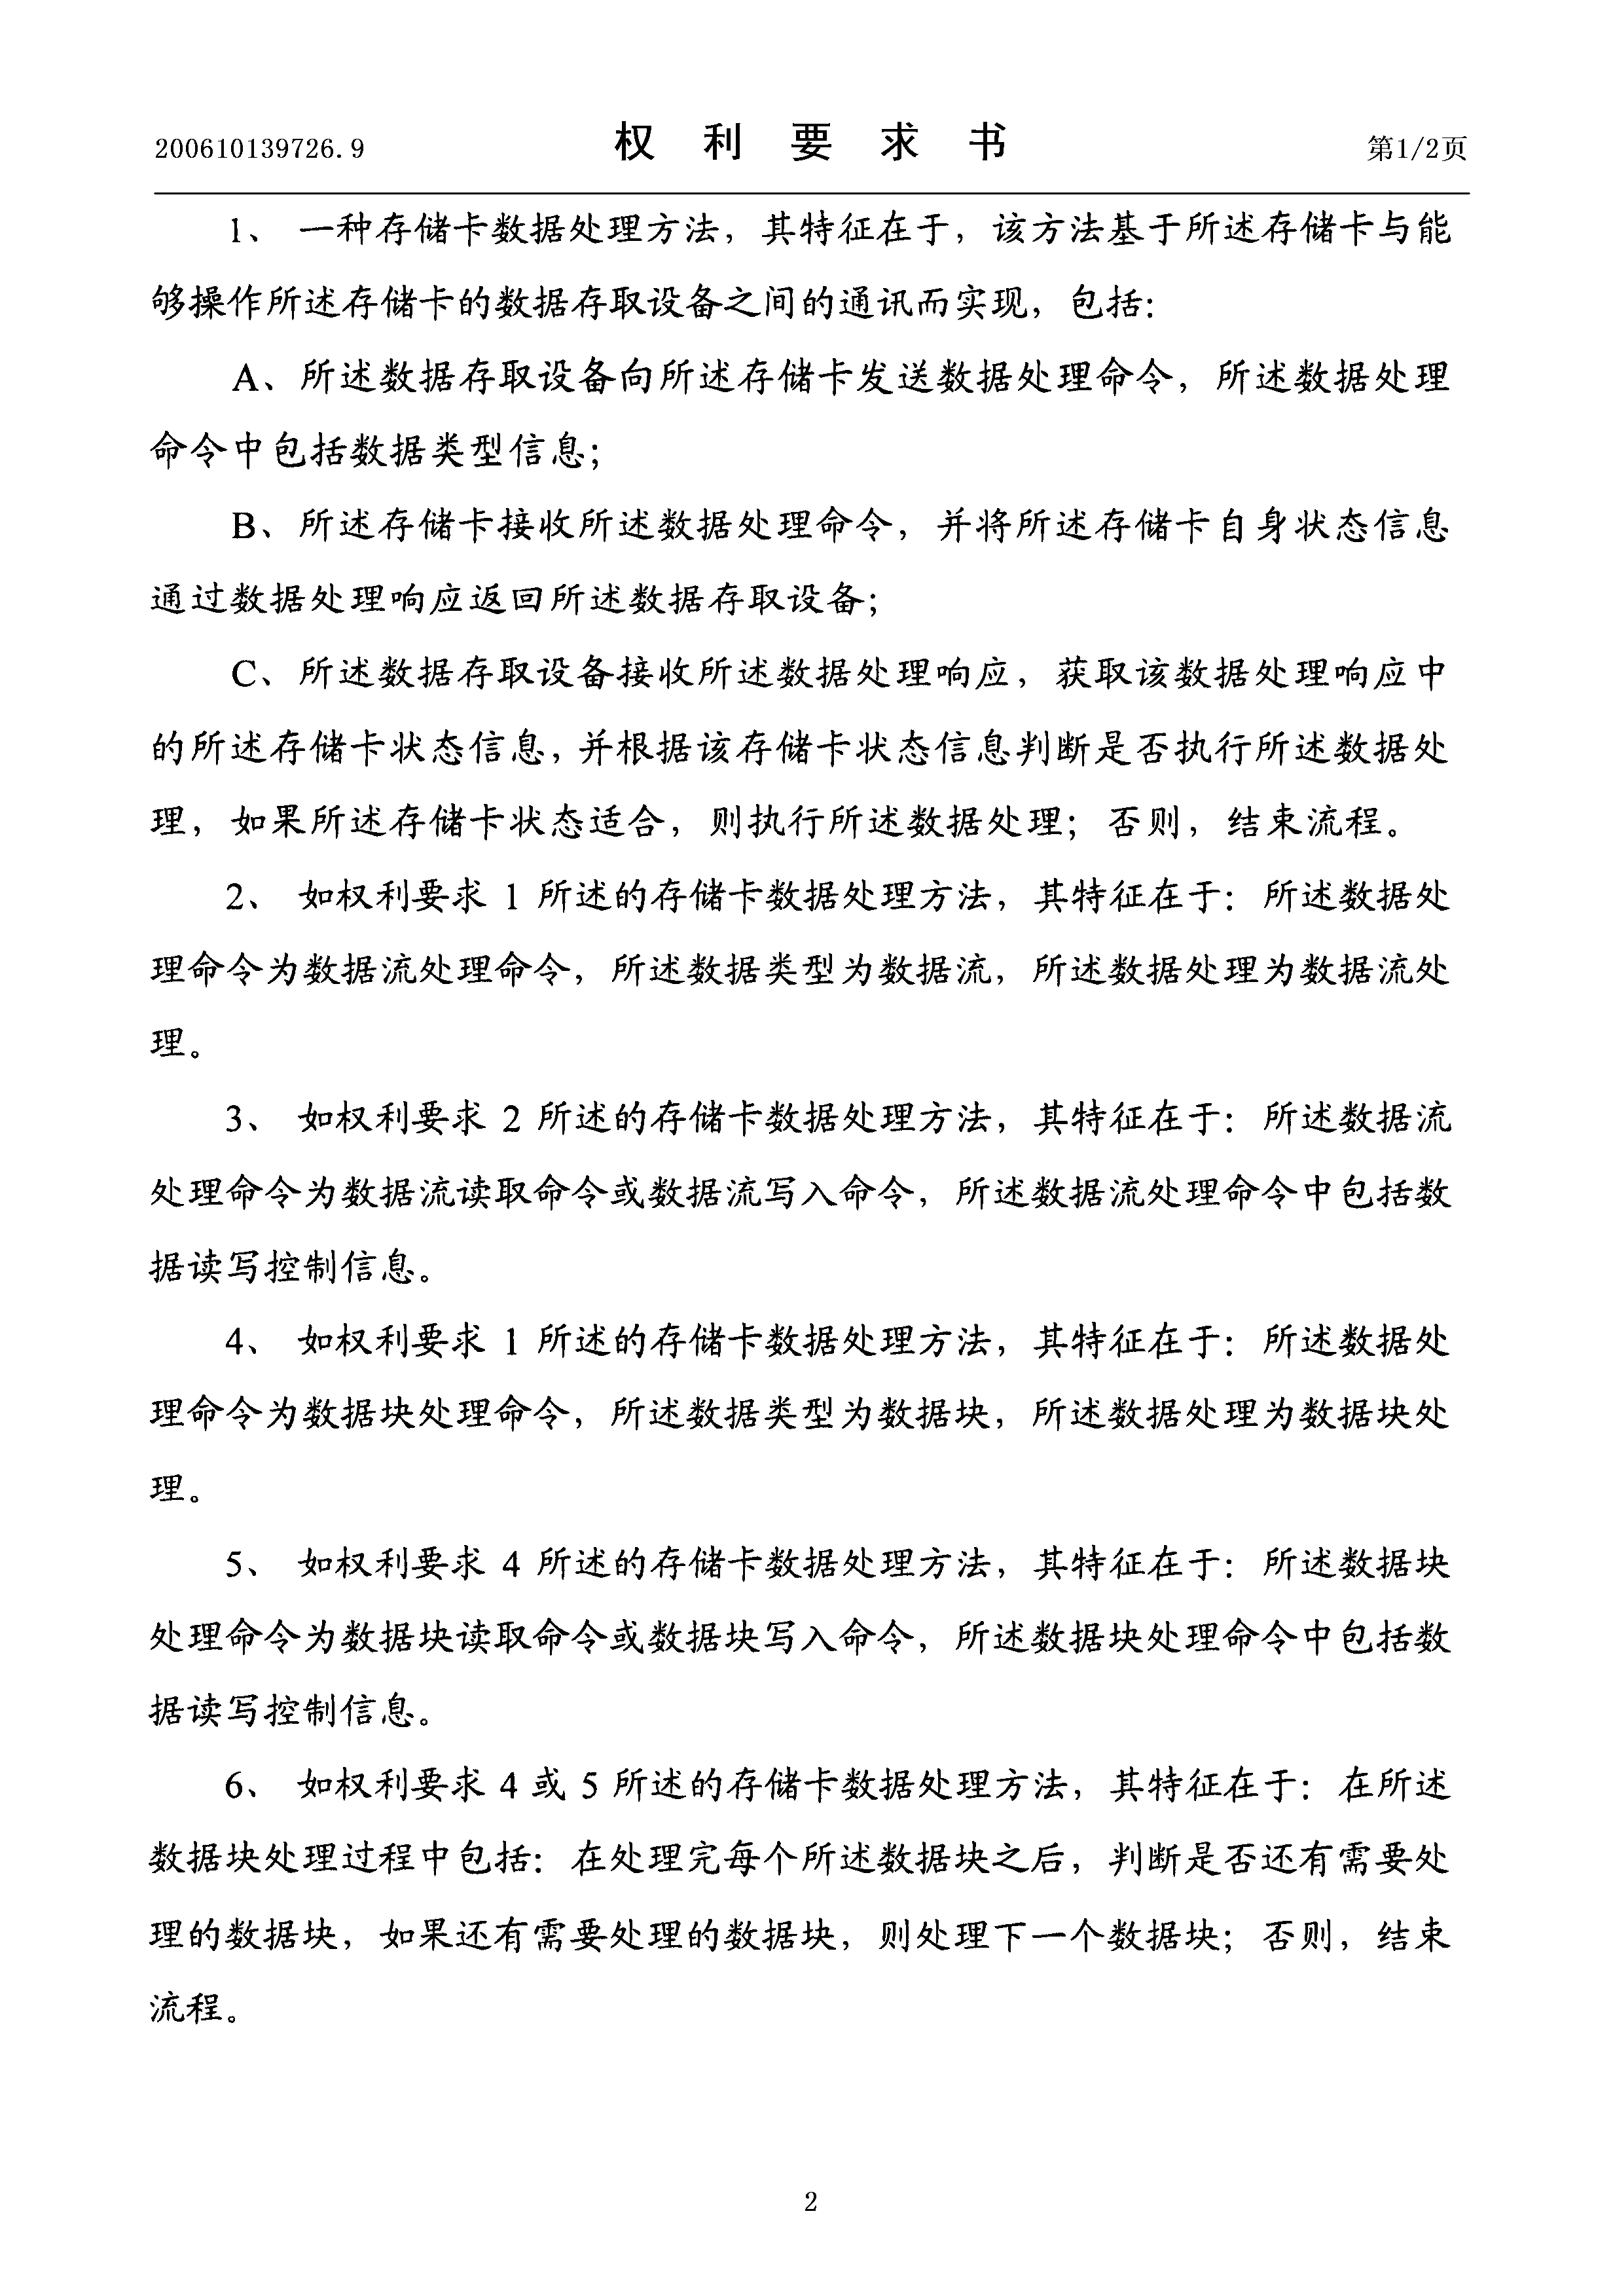 200610139726.9
权利要求书
第1/2页
1、 一种存储卡数据处理方法，其特征在于，该方法基于所述存储卡与能
够操作所述存储卡的数据存取设备之间的通讯而实现，包括：
A、所述数据存取设备向所述存储卡发送数据处理命令，所述数据处理
命令中包括数据类型信息；
B、所述存储卡接收所述数据处理命令，并将所述存储卡自身状态信息
通过数据处理响应返回所述数据存取设备；
C、所述数据存取设备接收所述数据处理响应，获取该数据处理响应中
的所述存储卡状态信息，并根据该存储卡状态信息判断是否执行所述数据处
理，如果所述存储卡状态适合，则执行所述数据处理；否则，结束流程。
2、 如权利要求 1 所述的存储卡数据处理方法，其特征在于：所述数据处
理命令为数据流处理命令，所述数据类型为数据流，所述数据处理为数据流处
理。
3、 如权利要求 2 所述的存储卡数据处理方法，其特征在于：所述数据流
处理命令为数据流读取命令或数据流写入命令，所述数据流处理命令中包括数
据读写控制信息。
4、 如权利要求 1 所述的存储卡数据处理方法，其特征在于：所述数据处
理命令为数据块处理命令，所述数据类型为数据块，所述数据处理为数据块处
理。
5、 如权利要求 4 所述的存储卡数据处理方法，其特征在于：所述数据块
处理命令为数据块读取命令或数据块写入命令，所述数据块处理命令中包括数
据读写控制信息。
6、 如权利要求 4 或 5 所述的存储卡数据处理方法，其特征在于：在所述
数据块处理过程中包括：在处理完每个所述数据块之后，判断是否还有需要处
理的数据块，如果还有需要处理的数据块，则处理下一个数据块；否则，结束
流程。
2